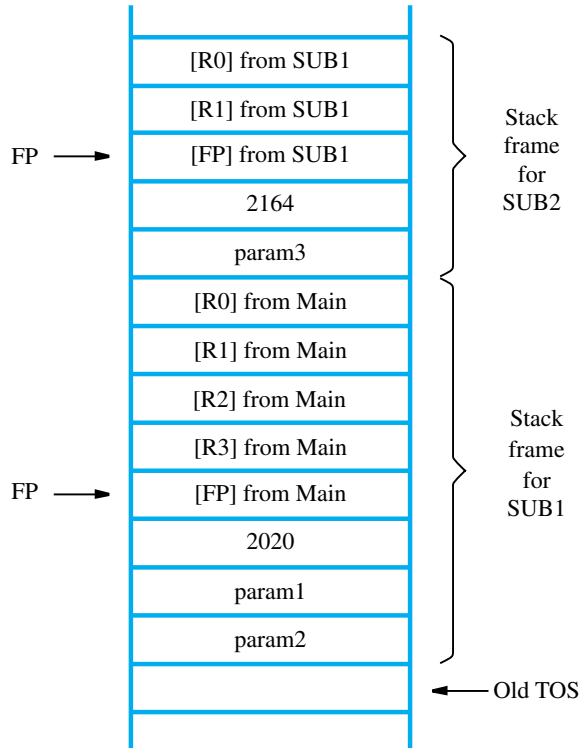 [R0] from SUB1
[R1] from SUB1
FP
[FP] from SUB1
Stack
frame
for
SUB2
2164
param3
[R0] from Main
[R1] from Main
[R2] from Main
[R3] from Main
Stack
frame
for
SUB1
FP
[FP] from Main
2020
param1
param2
Old TOS